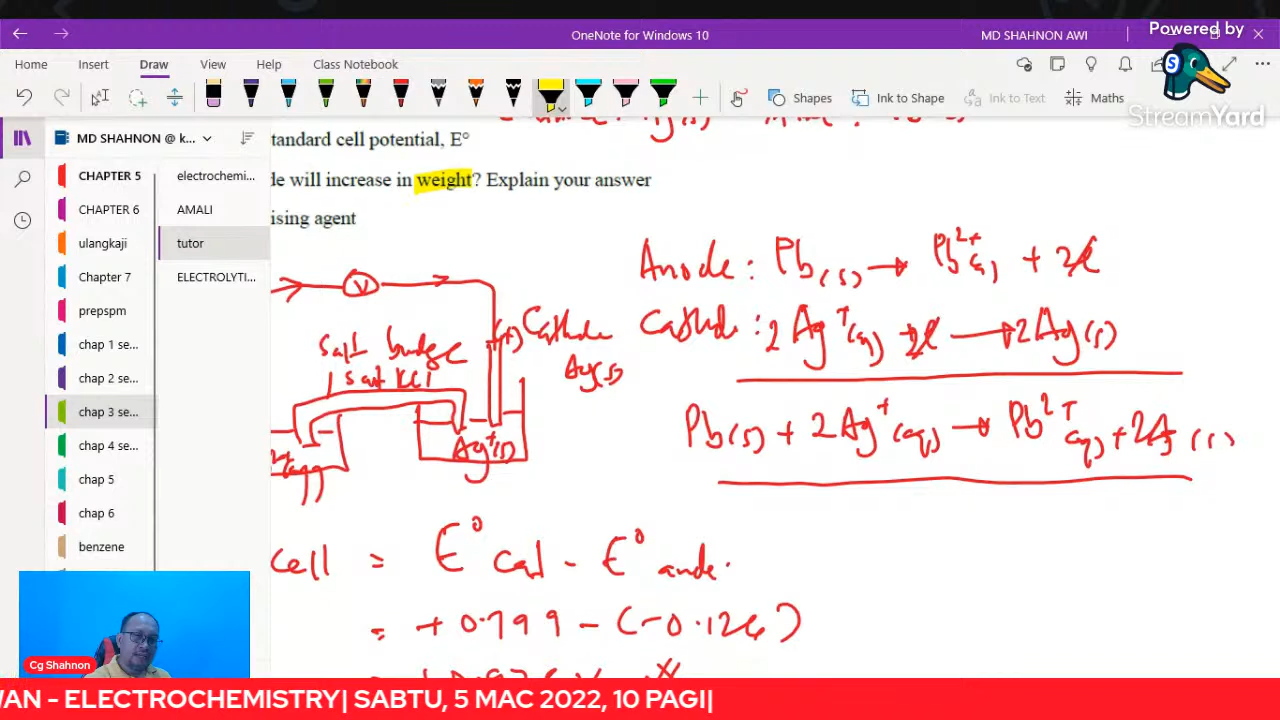 Powered by
StreamYard
OneNote for Windows 10
MD SHAHNON AWI
Home
Insert
Draw
View
Help
Class Notebook
Shapes
Ink to Shape
Ink to Text
Maths
MD SHAHNON @ k...
CHAPTER 5
CHAPTER 6
ulangkaji
Chapter 7
prepspm
chap 1 se...
chap 2 se...
chap 3 se...
chap 4 se...
chap 5
chap 6
benzene
electrochemi...
AMALI
tutor
ELECTROLYTI...
tandard cell potential, E°
de will increase in weight? Explain your answer
ising agent
Anode : Pb(s) → Pb2+(aq) + 2e
Cathode : 2Ag+(aq) + 2e → 2Ag(s)
Pb(s) + 2Ag+(aq) → Pb2+(aq) + 2Ag(s)
V
Salt bridge
sat KCl
(+) Cathode
Ag(s)
cell = E° cat - E° anode
= +0.799 - (-0.126)
Cg Shahnon
WAN - ELECTROCHEMISTRY| SABTU, 5 MAC 2022, 10 PAGI||